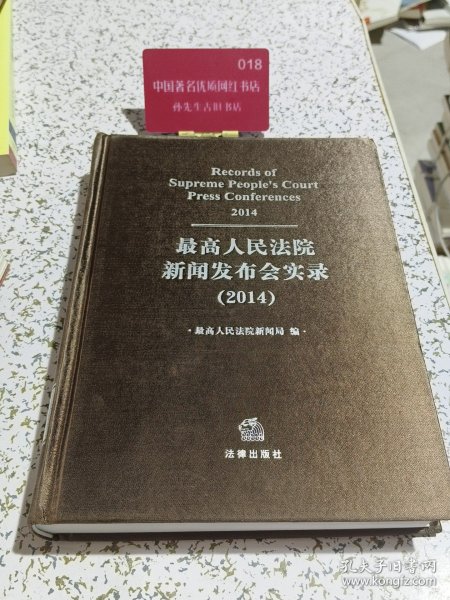 018
中国著名优质网红书店
孙先生古旧书店
Records of
Supreme People's Court
Press Conferences
2014
最高人民法院
新闻发布会实录
(2014)
·最高人民法院新闻局 编·
法律出版社
孔夫子旧书网
www.kongfz.com